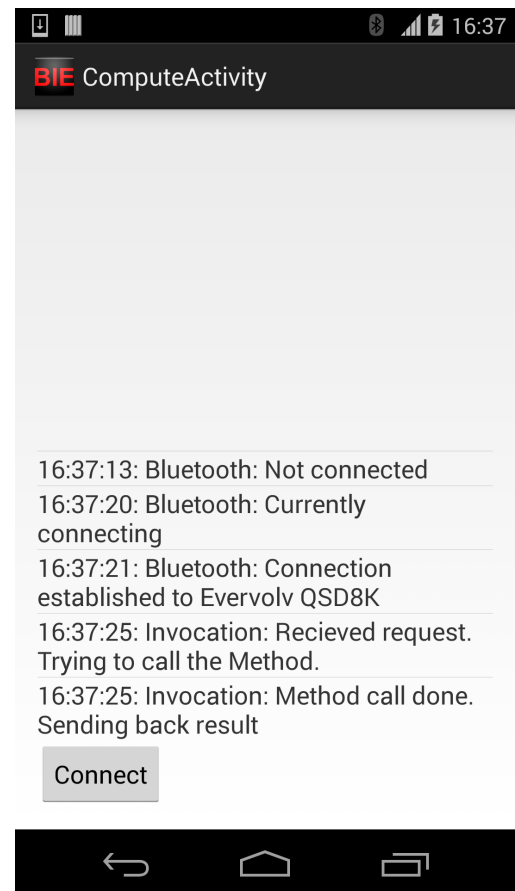 16:37
BIE ComputeActivity
16:37:13: Bluetooth: Not connected
16:37:20: Bluetooth: Currently
connecting
16:37:21: Bluetooth: Connection
established to Evervolv QSD8K
16:37:25: Invocation: Recieved request.
Trying to call the Method.
16:37:25: Invocation: Method call done.
Sending back result
Connect